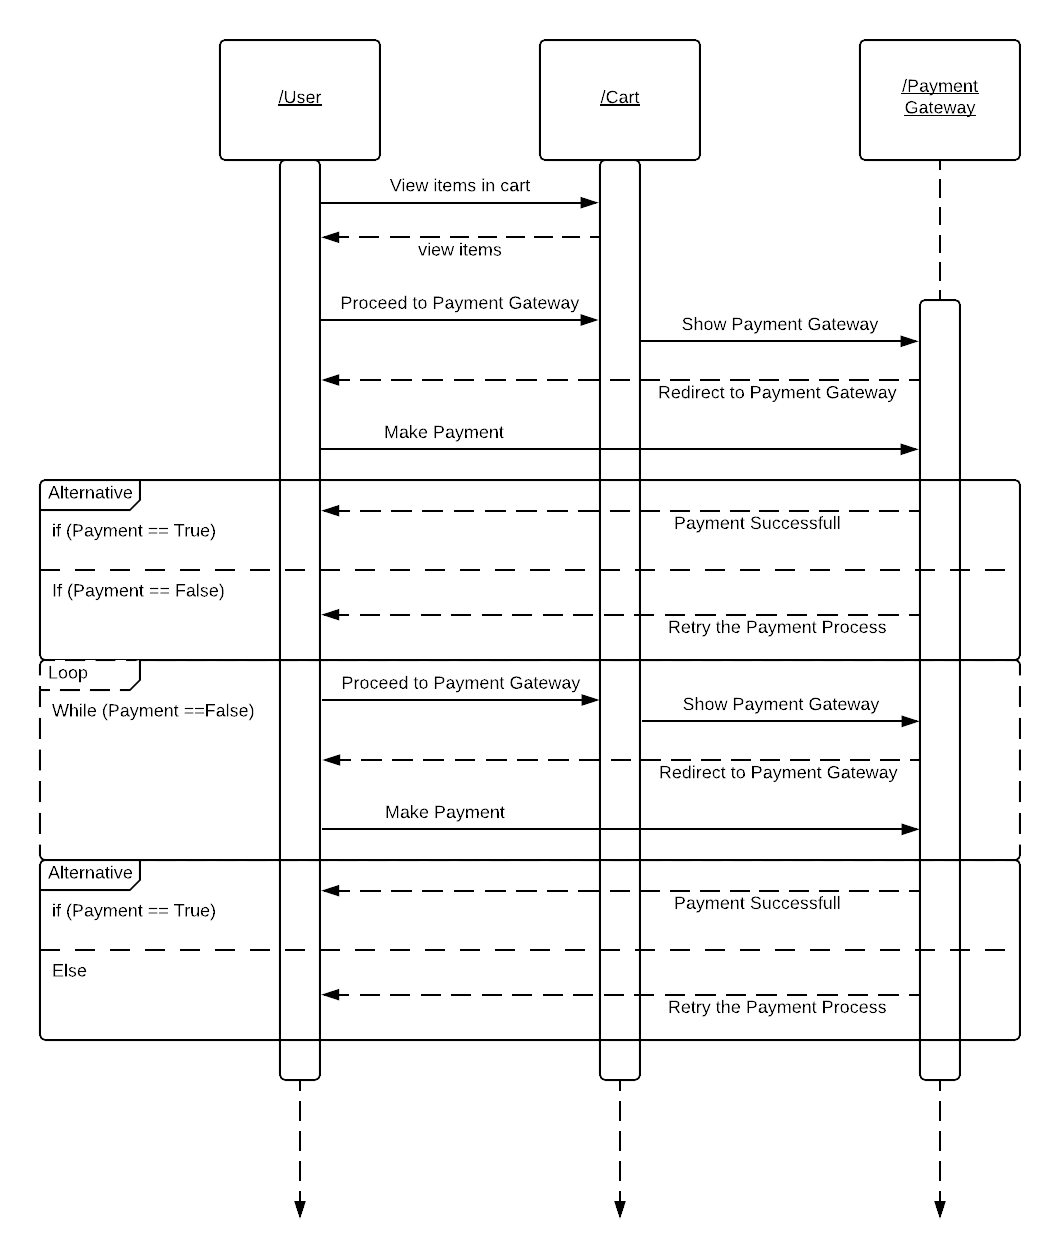 /User
/Cart
/Payment
Gateway
View items in cart
view items
Proceed to Payment Gateway
Show Payment Gateway
Redirect to Payment Gateway
Make Payment
Alternative
if (Payment == True)
Payment Successfull
If (Payment == False)
Retry the Payment Process
Loop
While (Payment ==False)
Proceed to Payment Gateway
Show Payment Gateway
Redirect to Payment Gateway
Make Payment
Alternative
if (Payment == True)
Payment Successfull
Else
Retry the Payment Process